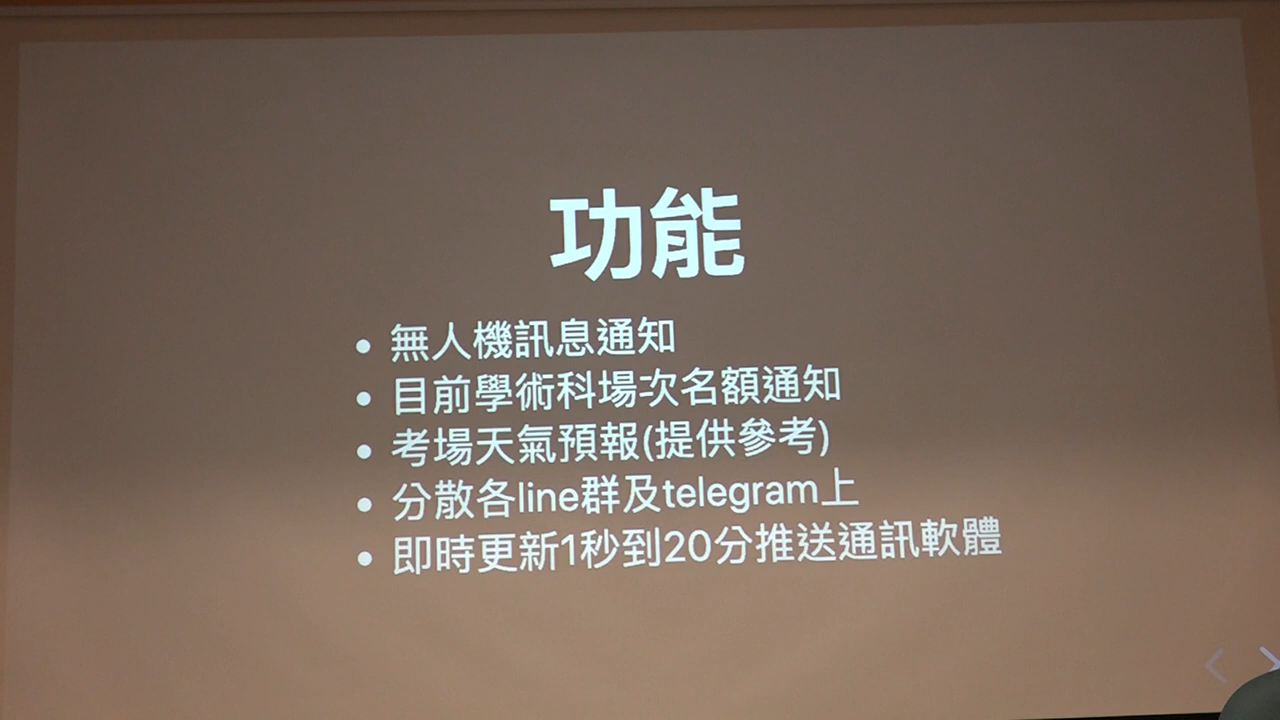 功能
• 無人機訊息通知
• 目前學術科場次名額通知
• 考場天氣預報(提供參考)
• 分散各line群及telegram上
• 即時更新1秒到20分推送通訊軟體